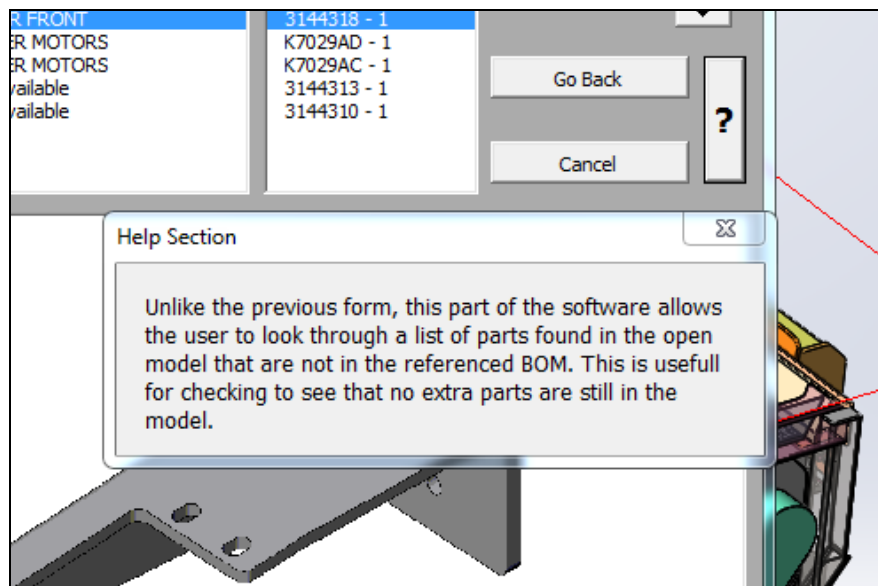 R FRONT 3144318 - 1
ER MOTORS K7029AD - 1
ER MOTORS K7029AC - 1
vailable 3144313 - 1
vailable 3144310 - 1
Go Back
?
Cancel
Help Section
Unlike the previous form, this part of the software allows
the user to look through a list of parts found in the open
model that are not in the referenced BOM. This is usefull
for checking to see that no extra parts are still in the
model.